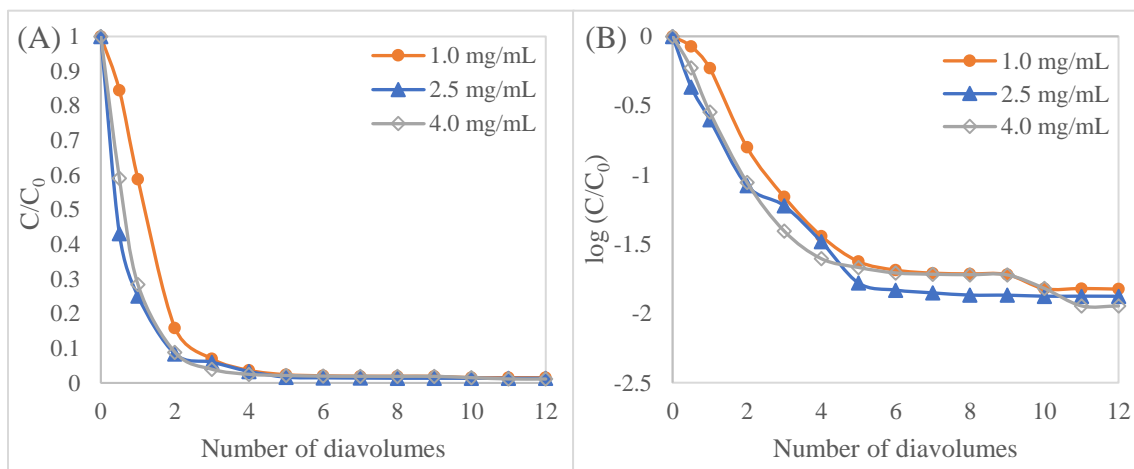 (A)
1.0 mg/mL
2.5 mg/mL
4.0 mg/mL
1
0.9
0.8
0.7
0.6
0.5
0.4
0.3
0.2
0.1
0
C/C0
0 2 4 6 8 10 12
Number of diavolumes
(B)
1.0 mg/mL
2.5 mg/mL
4.0 mg/mL
0
-0.5
-1
-1.5
-2
-2.5
log (C/C0)
0 2 4 6 8 10 12
Number of diavolumes